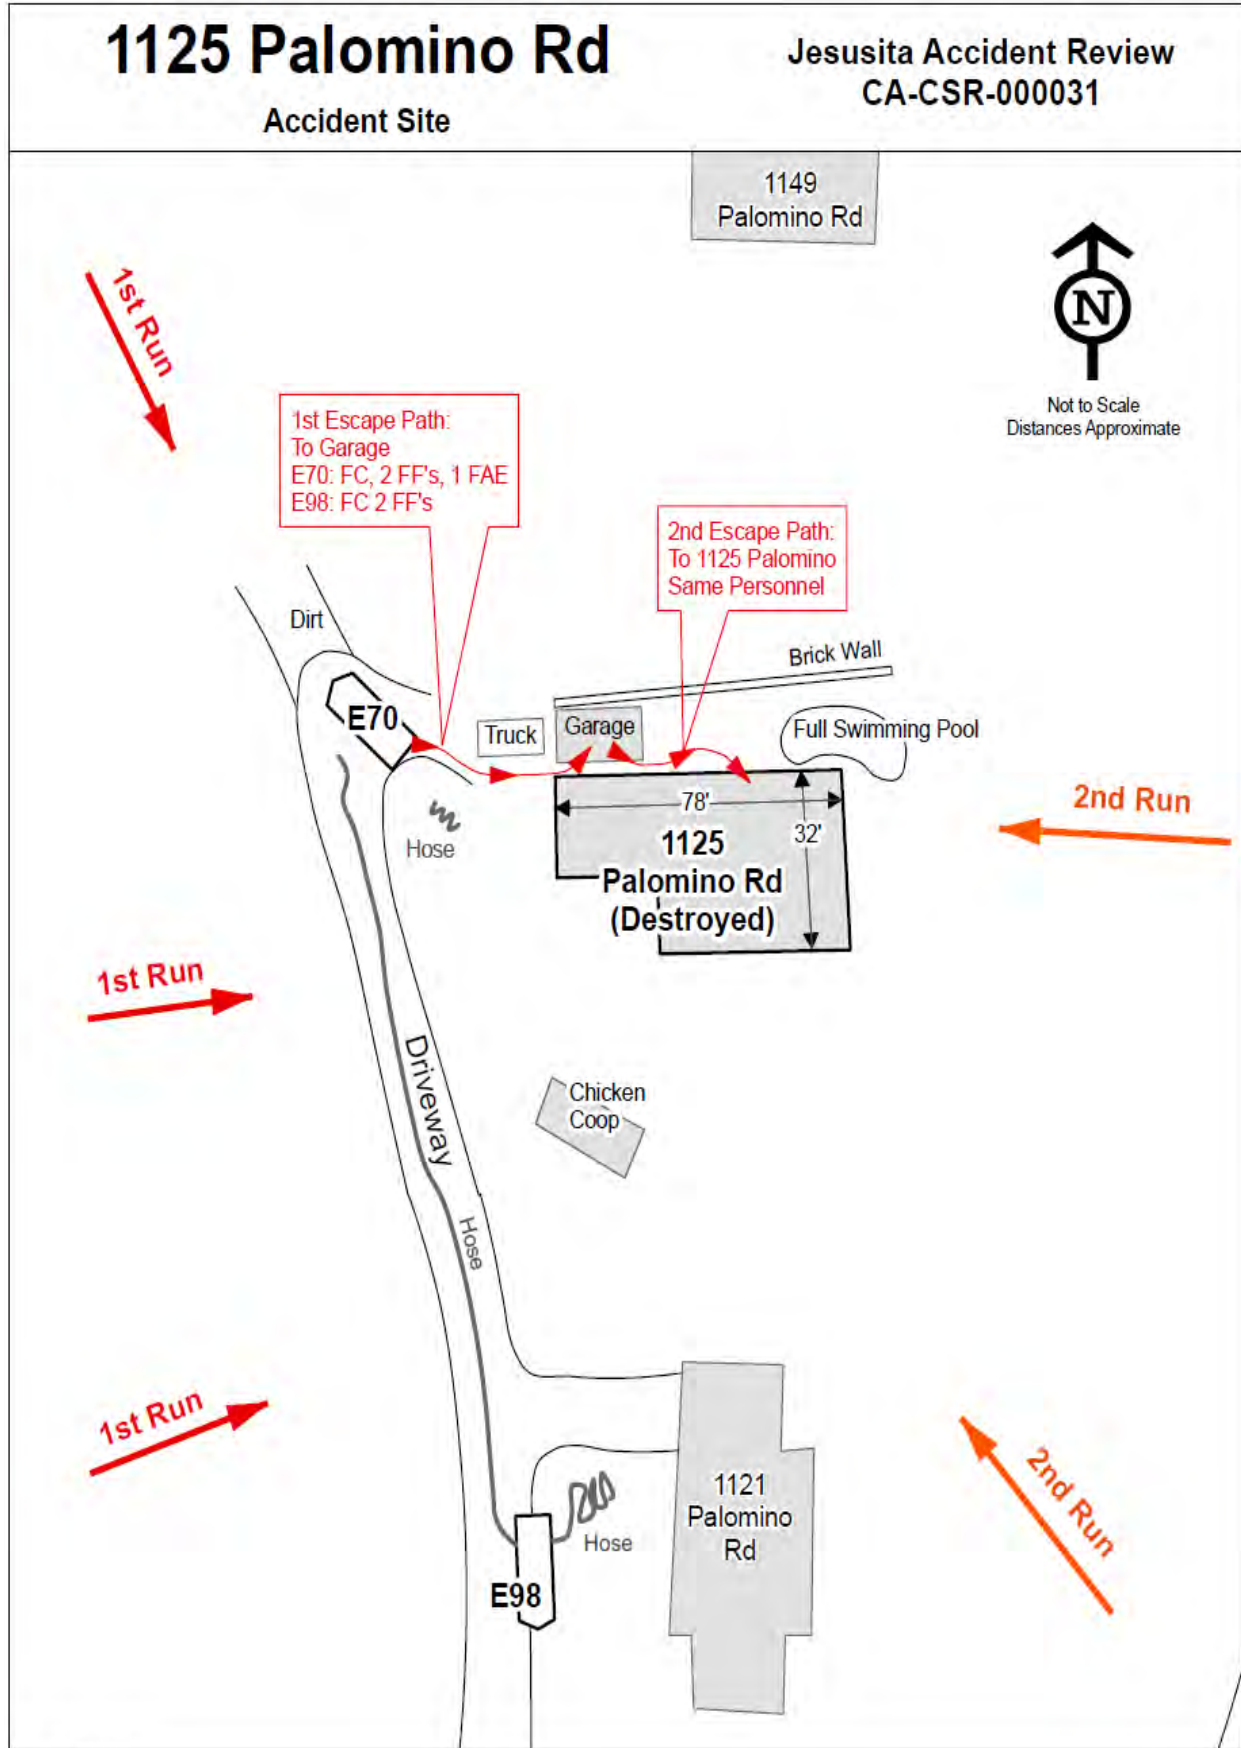 1125 Palomino Rd
Accident Site
Jesusita Accident Review
CA-CSR-000031
1149
Palomino Rd
N
Not to Scale
Distances Approximate
1st Run
1st Escape Path:
To Garage
E70: FC, 2 FF's, 1 FAE
E98: FC 2 FF's
2nd Escape Path:
To 1125 Palomino
Same Personnel
Dirt
Brick Wall
E70
Truck
Garage
Full Swimming Pool
78'
32'
2nd Run
Hose
1125
Palomino Rd
(Destroyed)
1st Run
Driveway
Chicken
Coop
Hose
1st Run
1121
Palomino
Rd
2nd Run
Hose
E98